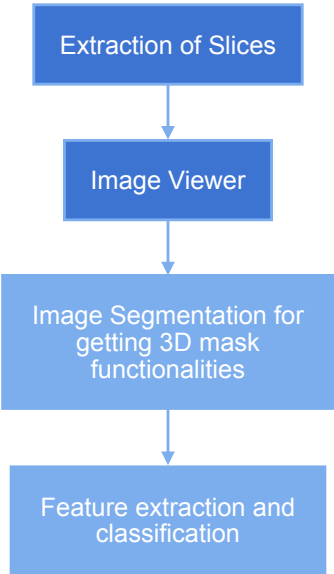 Extraction of Slices
Image Viewer
Image Segmentation for
getting 3D mask
functionalities
Feature extraction and
classification